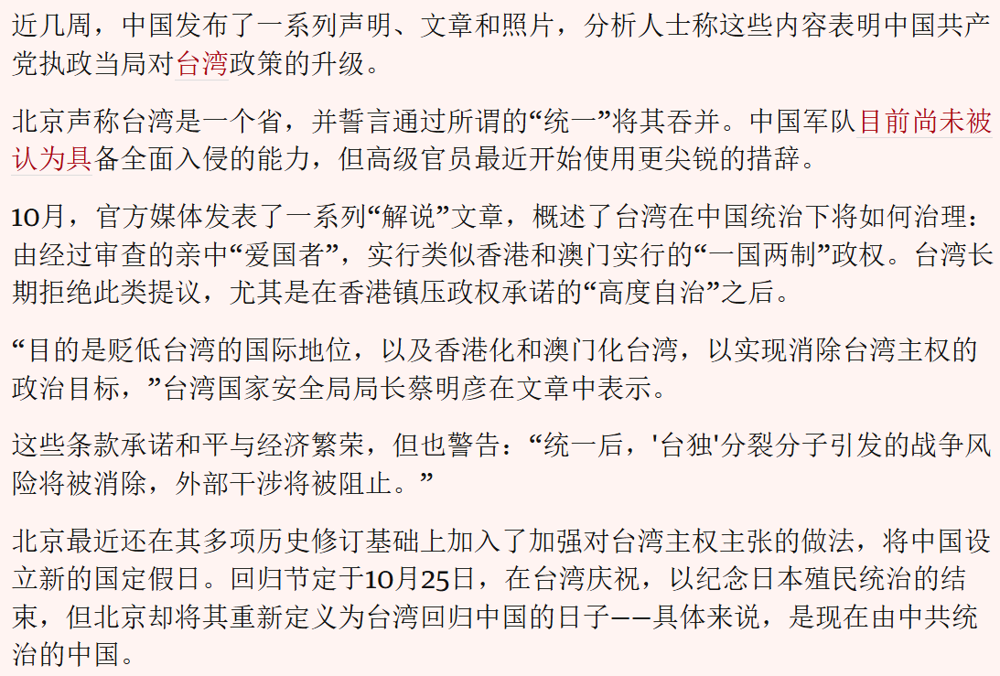 近几周，中国发布了一系列声明、文章和照片，分析人士称这些内容表明中国共产
党执政当局对台湾政策的升级。
北京声称台湾是一个省，并誓言通过所谓的“统一”将其吞并。中国军队目前尚未被
认为具备全面入侵的能力，但高级官员最近开始使用更尖锐的措辞。
10月，官方媒体发表了一系列“解说”文章，概述了台湾在中国统治下将如何治理：
由经过审查的亲中“爱国者”，实行类似香港和澳门实行的“一国两制”政权。台湾长
期拒绝此类提议，尤其是在香港镇压政权承诺的“高度自治”之后。
“目的是贬低台湾的国际地位，以及香港化和澳门化台湾，以实现消除台湾主权的
政治目标，”台湾国家安全局局长蔡明彦在文章中表示。
这些条款承诺和平与经济繁荣，但也警告：“统一后，'台独'分裂分子引发的战争风
险将被消除，外部干涉将被阻止。”
北京最近还在其多项历史修订基础上加入了加强对台湾主权主张的做法，将中国设
立新的国定假日。回归节定于10月25日，在台湾庆祝，以纪念日本殖民统治的结
束，但北京却将其重新定义为台湾回归中国的日子——具体来说，是现在由中共统
治的中国。